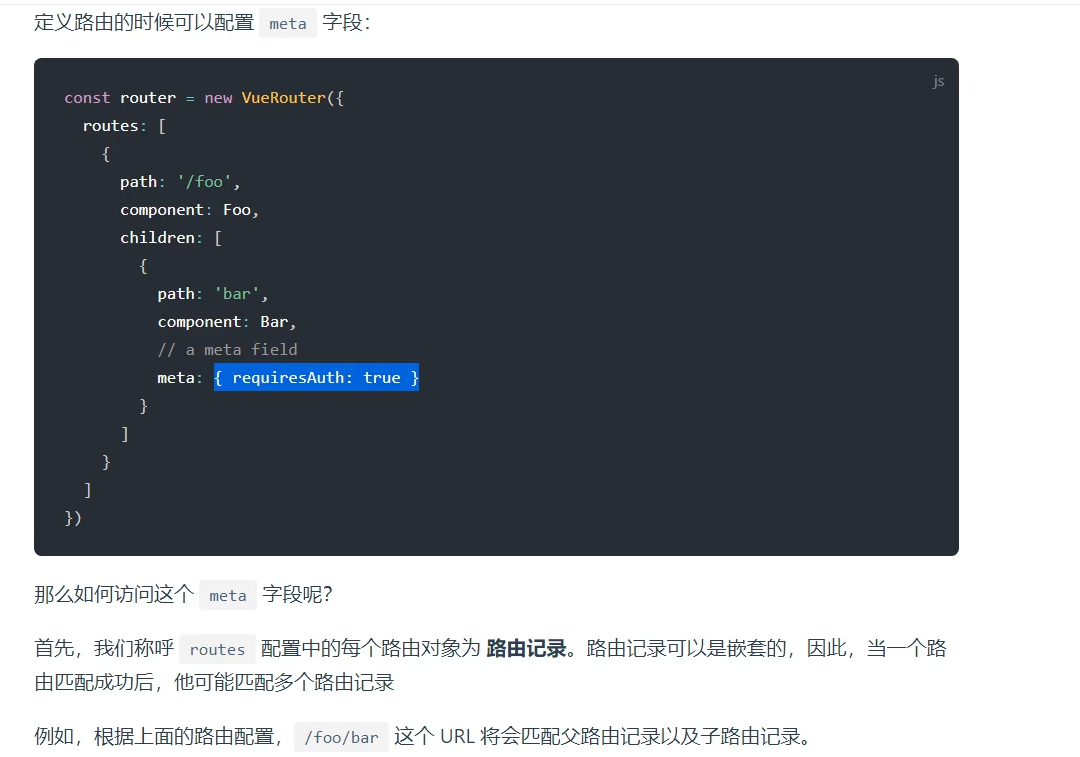 定义路由的时候可以配置 meta 字段：
js
const router = new VueRouter({
  routes: [
    {
      path: '/foo',
      component: Foo,
      children: [
        {
          path: 'bar',
          component: Bar,
          // a meta field
          meta: { requiresAuth: true }
        }
      ]
    }
  ]
})
那么如何访问这个 meta 字段呢？
首先，我们称呼 routes 配置中的每个路由对象为 路由记录。路由记录可以是嵌套的，因此，当一个路
由匹配成功后，他可能匹配多个路由记录
例如，根据上面的路由配置， /foo/bar 这个 URL 将会匹配父路由记录以及子路由记录。